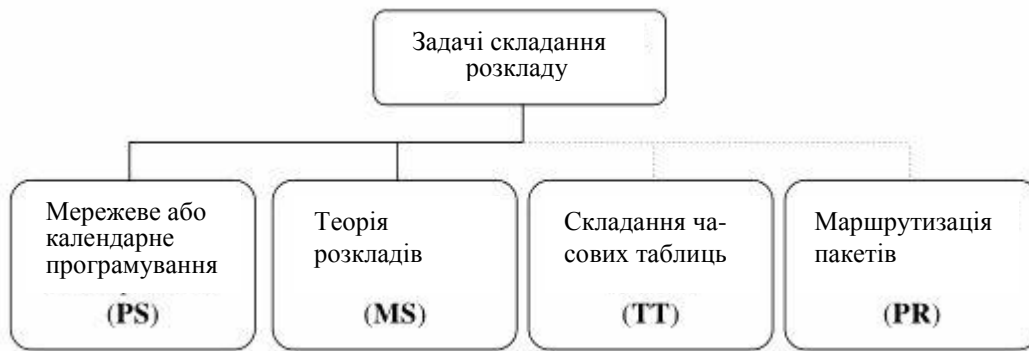 Задачі складання
розкладу
Мережеве або
календарне
програмування
(PS)
Теорія
розкладів
(MS)
Складання ча-
сових таблиць
(TT)
Маршрутизація
пакетів
(PR)